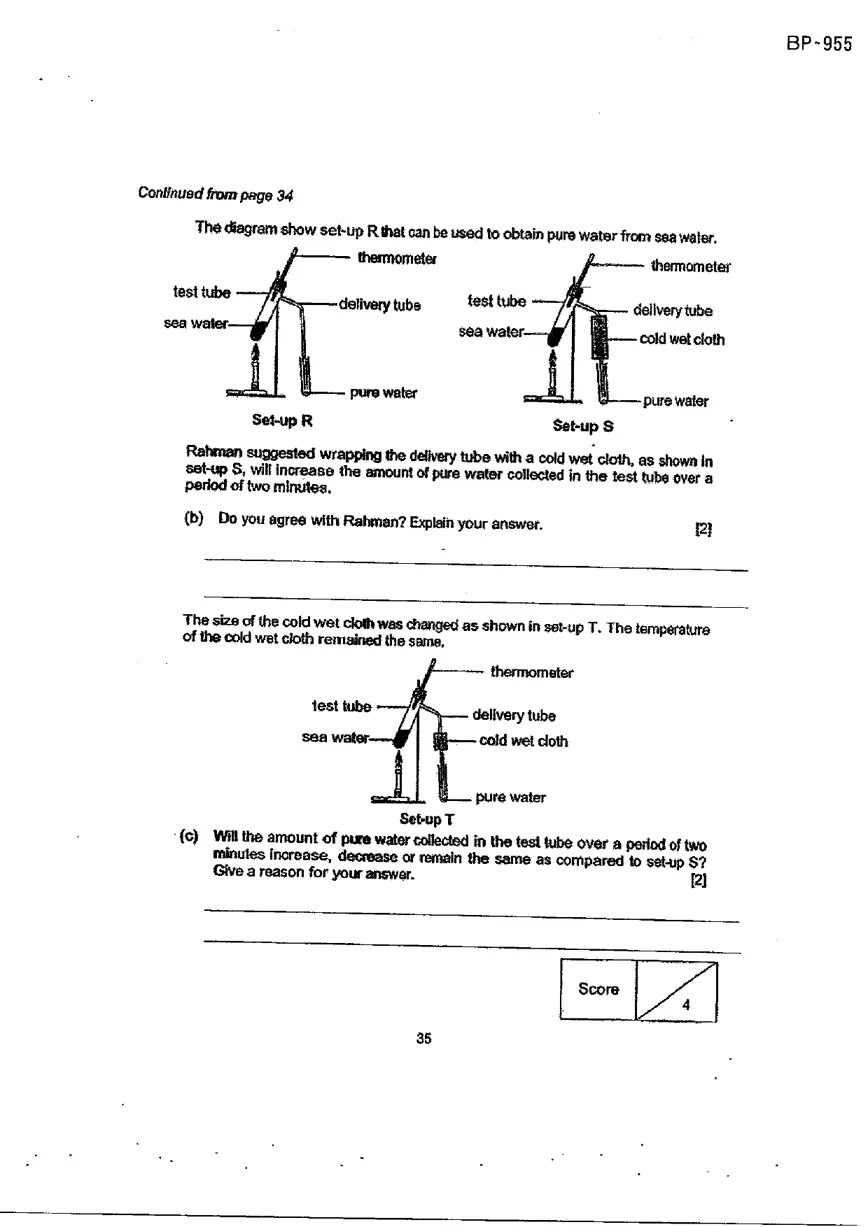 BP-955
Continued from page 34
The diagram show set-up R that can be used to obtain pure water from sea water.
thermometer
test tube
delivery tube
sea water
pure water
Set-up R
thermometer
test tube
delivery tube
sea water
cold wet cloth
pure water
Set-up S
Rahman suggested wrapping the delivery tube with a cold wet cloth, as shown in
set-up S, will increase the amount of pure water collected in the test tube over a
period of two minutes.
(b) Do you agree with Rahman? Explain your answer. [2]
The size of the cold wet cloth was changed as shown in set-up T. The temperature
of the cold wet cloth remained the same.
thermometer
test tube
delivery tube
sea water
cold wet cloth
pure water
Set-up T
(c) Will the amount of pure water collected in the test tube over a period of two
minutes increase, decrease or remain the same as compared to set-up S?
Give a reason for your answer. [2]
Score
4
35